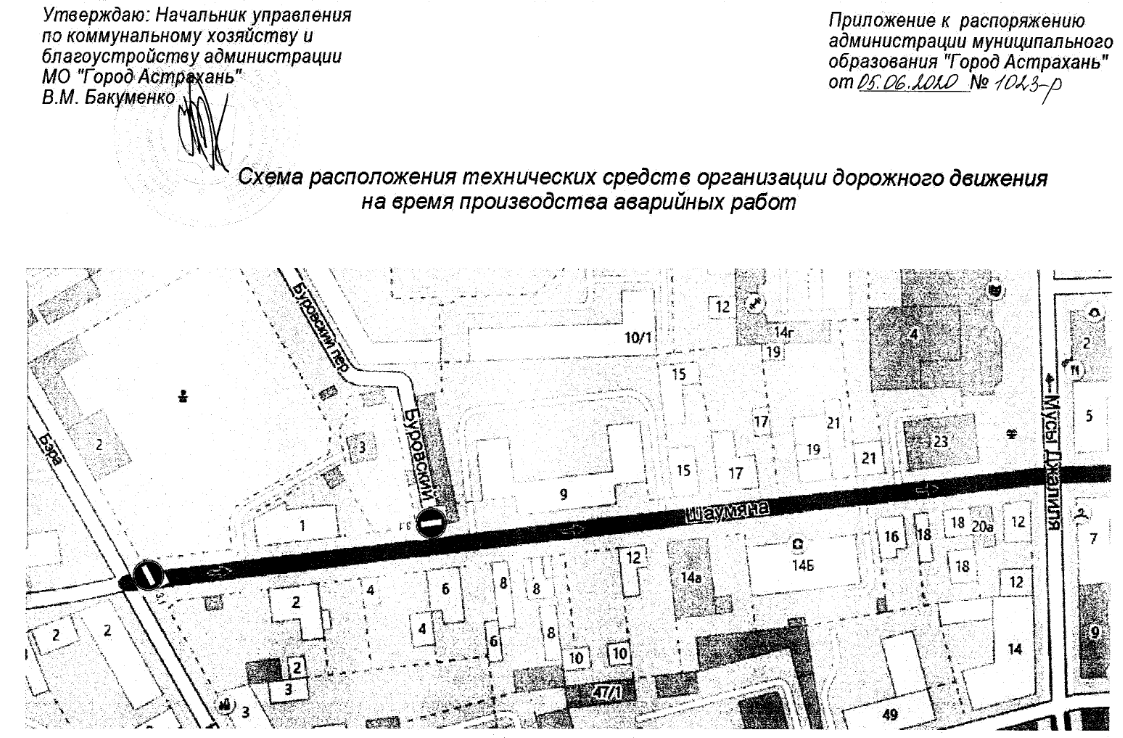 Утверждаю: Начальник управления
по коммунальному хозяйству и
благоустройству администрации
МО "Город Астрахань"
В.М. Бакуменко
Приложение к распоряжению
администрации муниципального
образования "Город Астрахань"
от 05.06.2020 № 1023-р
Схема расположения технических средств организации дорожного движения
на время производства аварийных работ
Буровский пер
Буровский
Бэра
Шаумяна
Мусы Джалиля
10/1
12
14г
19
4
2
15
17
21
19
5
2
3
15
17
21
23
9
1
3.1
3.1
2
4
6
8
8
12
14а
14Б
16
18
18
20а
12
7
18
12
2
2
4
6
8
10
10
14
9
2
3
3
47/1
49